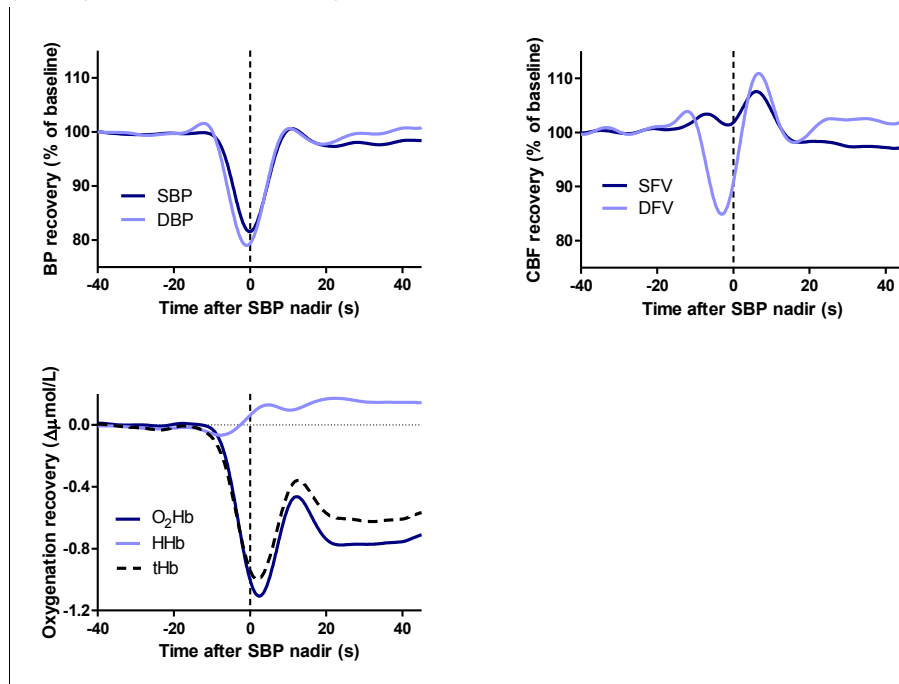 BP recovery (% of baseline)
110
100
90
80
SBP
DBP
-40
-20
0
20
40
Time after SBP nadir (s)
CBF recovery (% of baseline)
110
100
90
80
SFV
DFV
-40
-20
0
20
40
Time after SBP nadir (s)
Oxygenation recovery (Δμmol/L)
0.0
-0.4
-0.8
-1.2
O₂Hb
HHb
tHb
-40
-20
0
20
40
Time after SBP nadir (s)